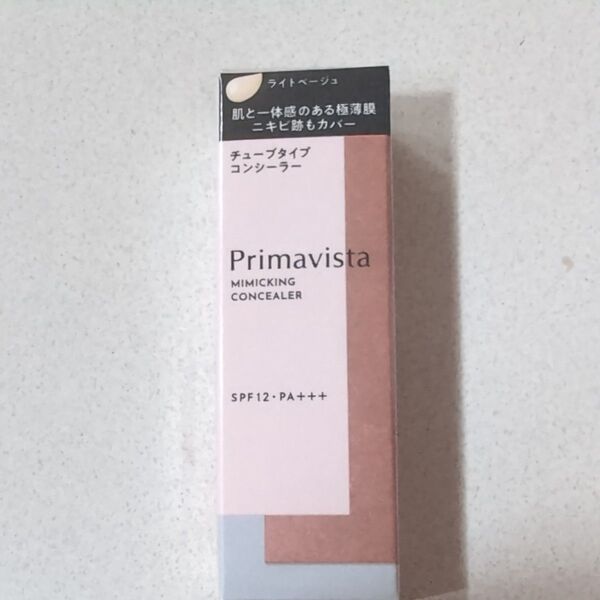 ライトベージュ
肌と一体感のある極薄膜
ニキビ跡もカバー
チューブタイプ
コンシーラー
Primavista
MIMICKING
CONCEALER
SPF12・PA+++